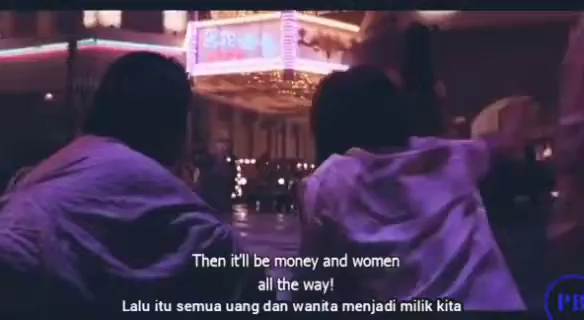 Then it'll be money and women
all the way!
Lalu itu semua uang dan wanita menjadi milik kita